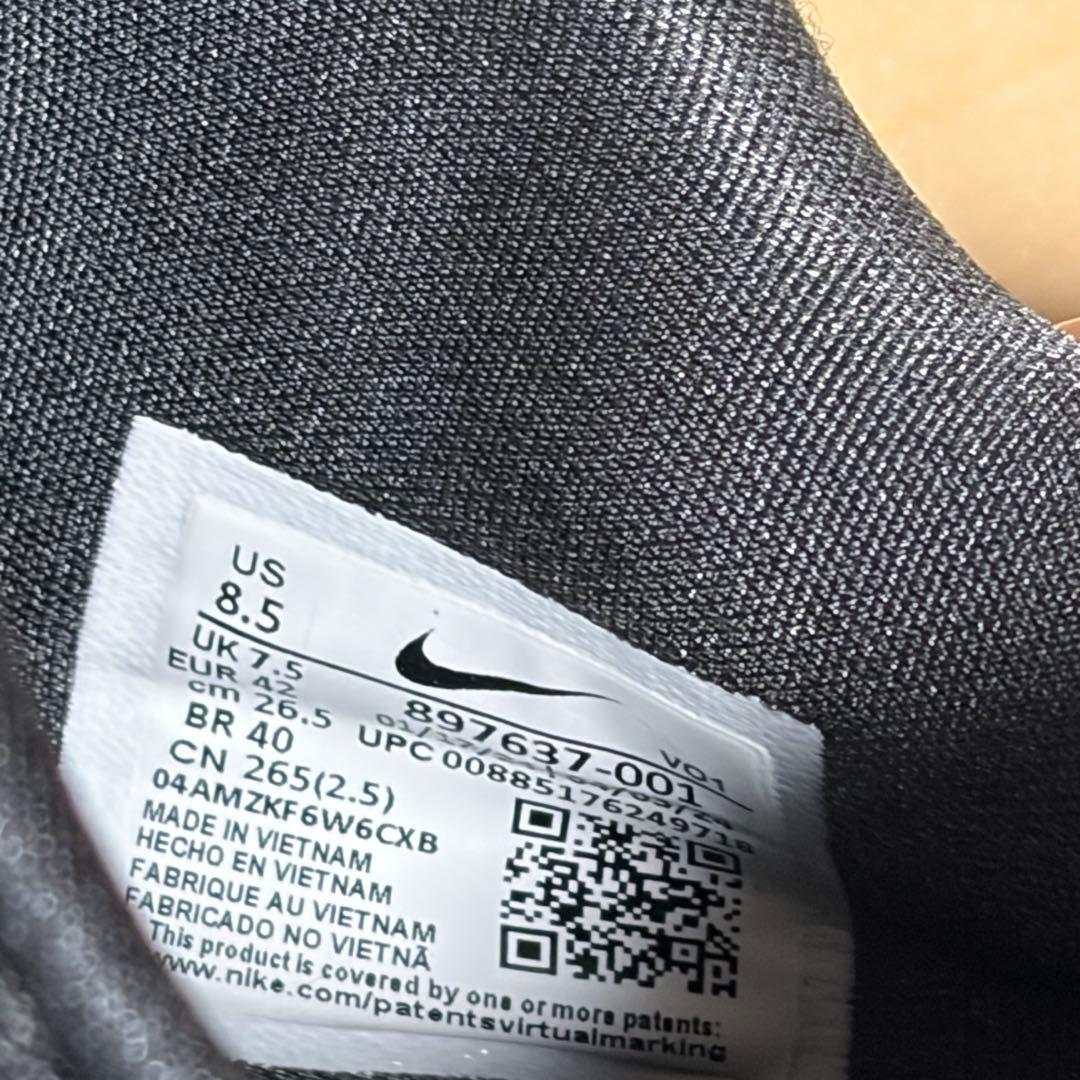 US
8.5
UK 7.5
EUR 42
cm 26.5
BR 40
CN 265(2.5)
04AMZKF6W6CXB
MADE IN VIETNAM
HECHO EN VIETNAM
FABRIQUE AU VIETNAM
FABRICADO NO VIETNÃ
This product is covered by one or more patents:
www.nike.com/patentsvirtualmarking
897637-001
VO1
UPC 00885176249718